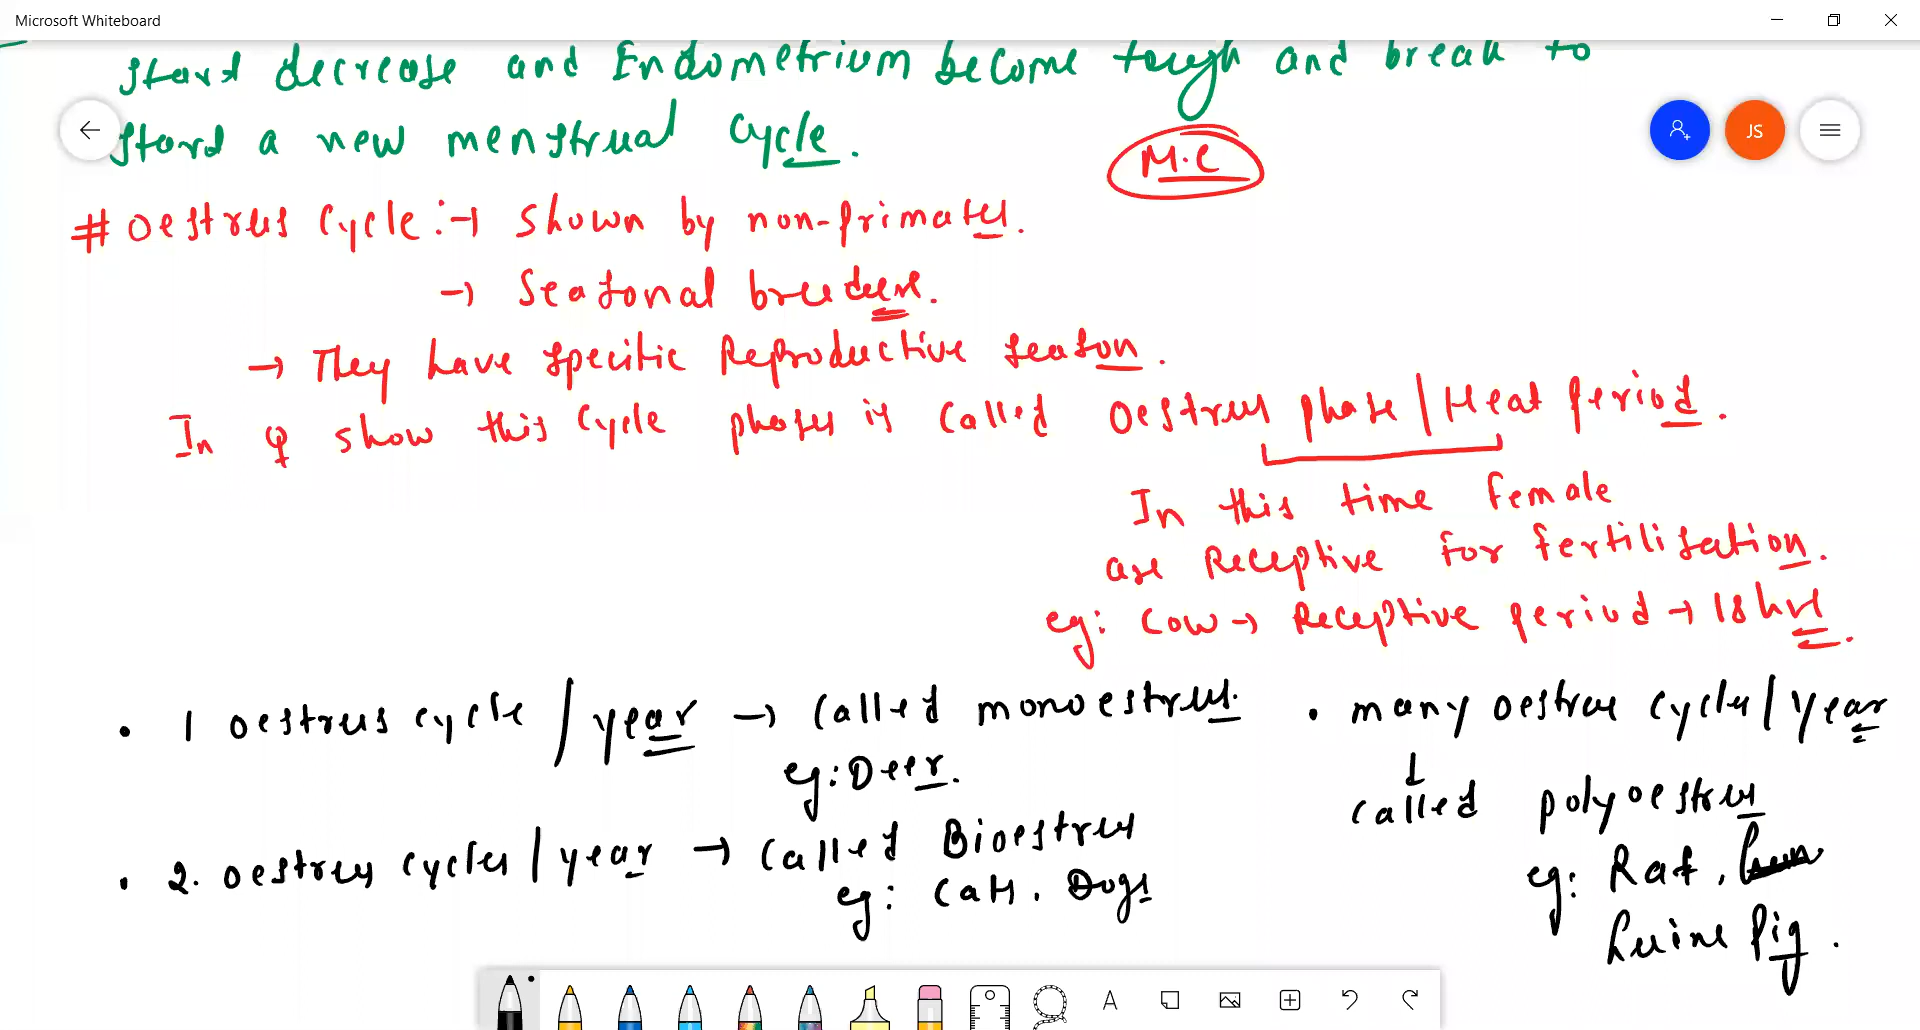 Microsoft Whiteboard
start decrease and Endometrium become tough and break to
start a new menstrual cycle.
M.C
JS
# Oestrus Cycle :→ shown by non-primates.
→ Seasonal breeders.
→ They have specific Reproductive season.
In ♀ show this cycle phases is called Oestrus phase / Heat Period.
In this time female
are Receptive for fertilisation.
eg: Cow → Receptive period → 18 hrs.
• 1 oestrus cycle / year → called monoestrus.
eg: Deer.
• 2. oestrus cycles / year → called Bioestrus
eg: Cats. Dogs
• many oestrus cycles / year
↓
called polyoestrus
eg: Rat,
Guine Pig.
A